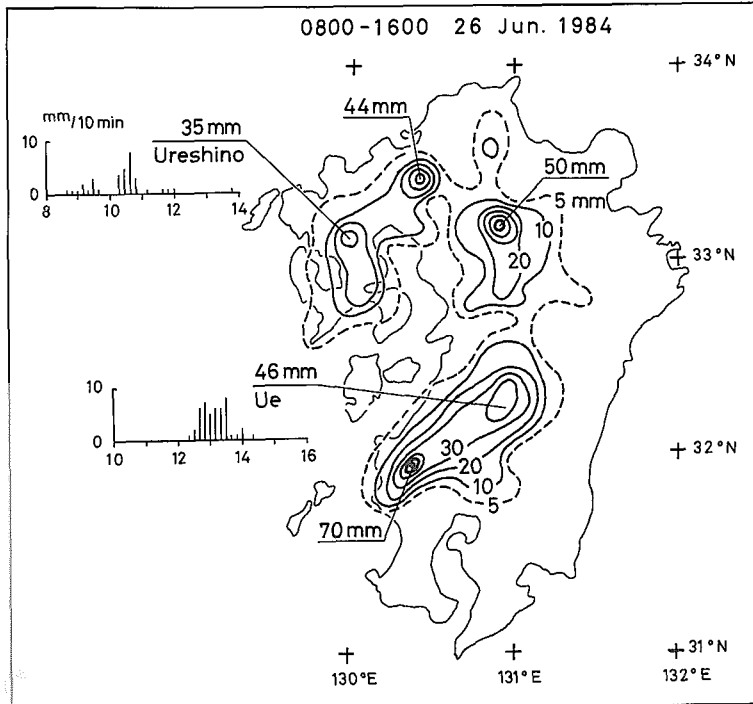 0800-1600 26 Jun. 1984
34°N
mm/10 min
35mm
Ureshino
44mm
10
0
8 10 12 14
50mm
5 mm
10
33°N
20
46mm
Ue
10
0
10 12 14 16
30
20
10
5
32°N
70mm
31°N
130°E 131°E 132°E